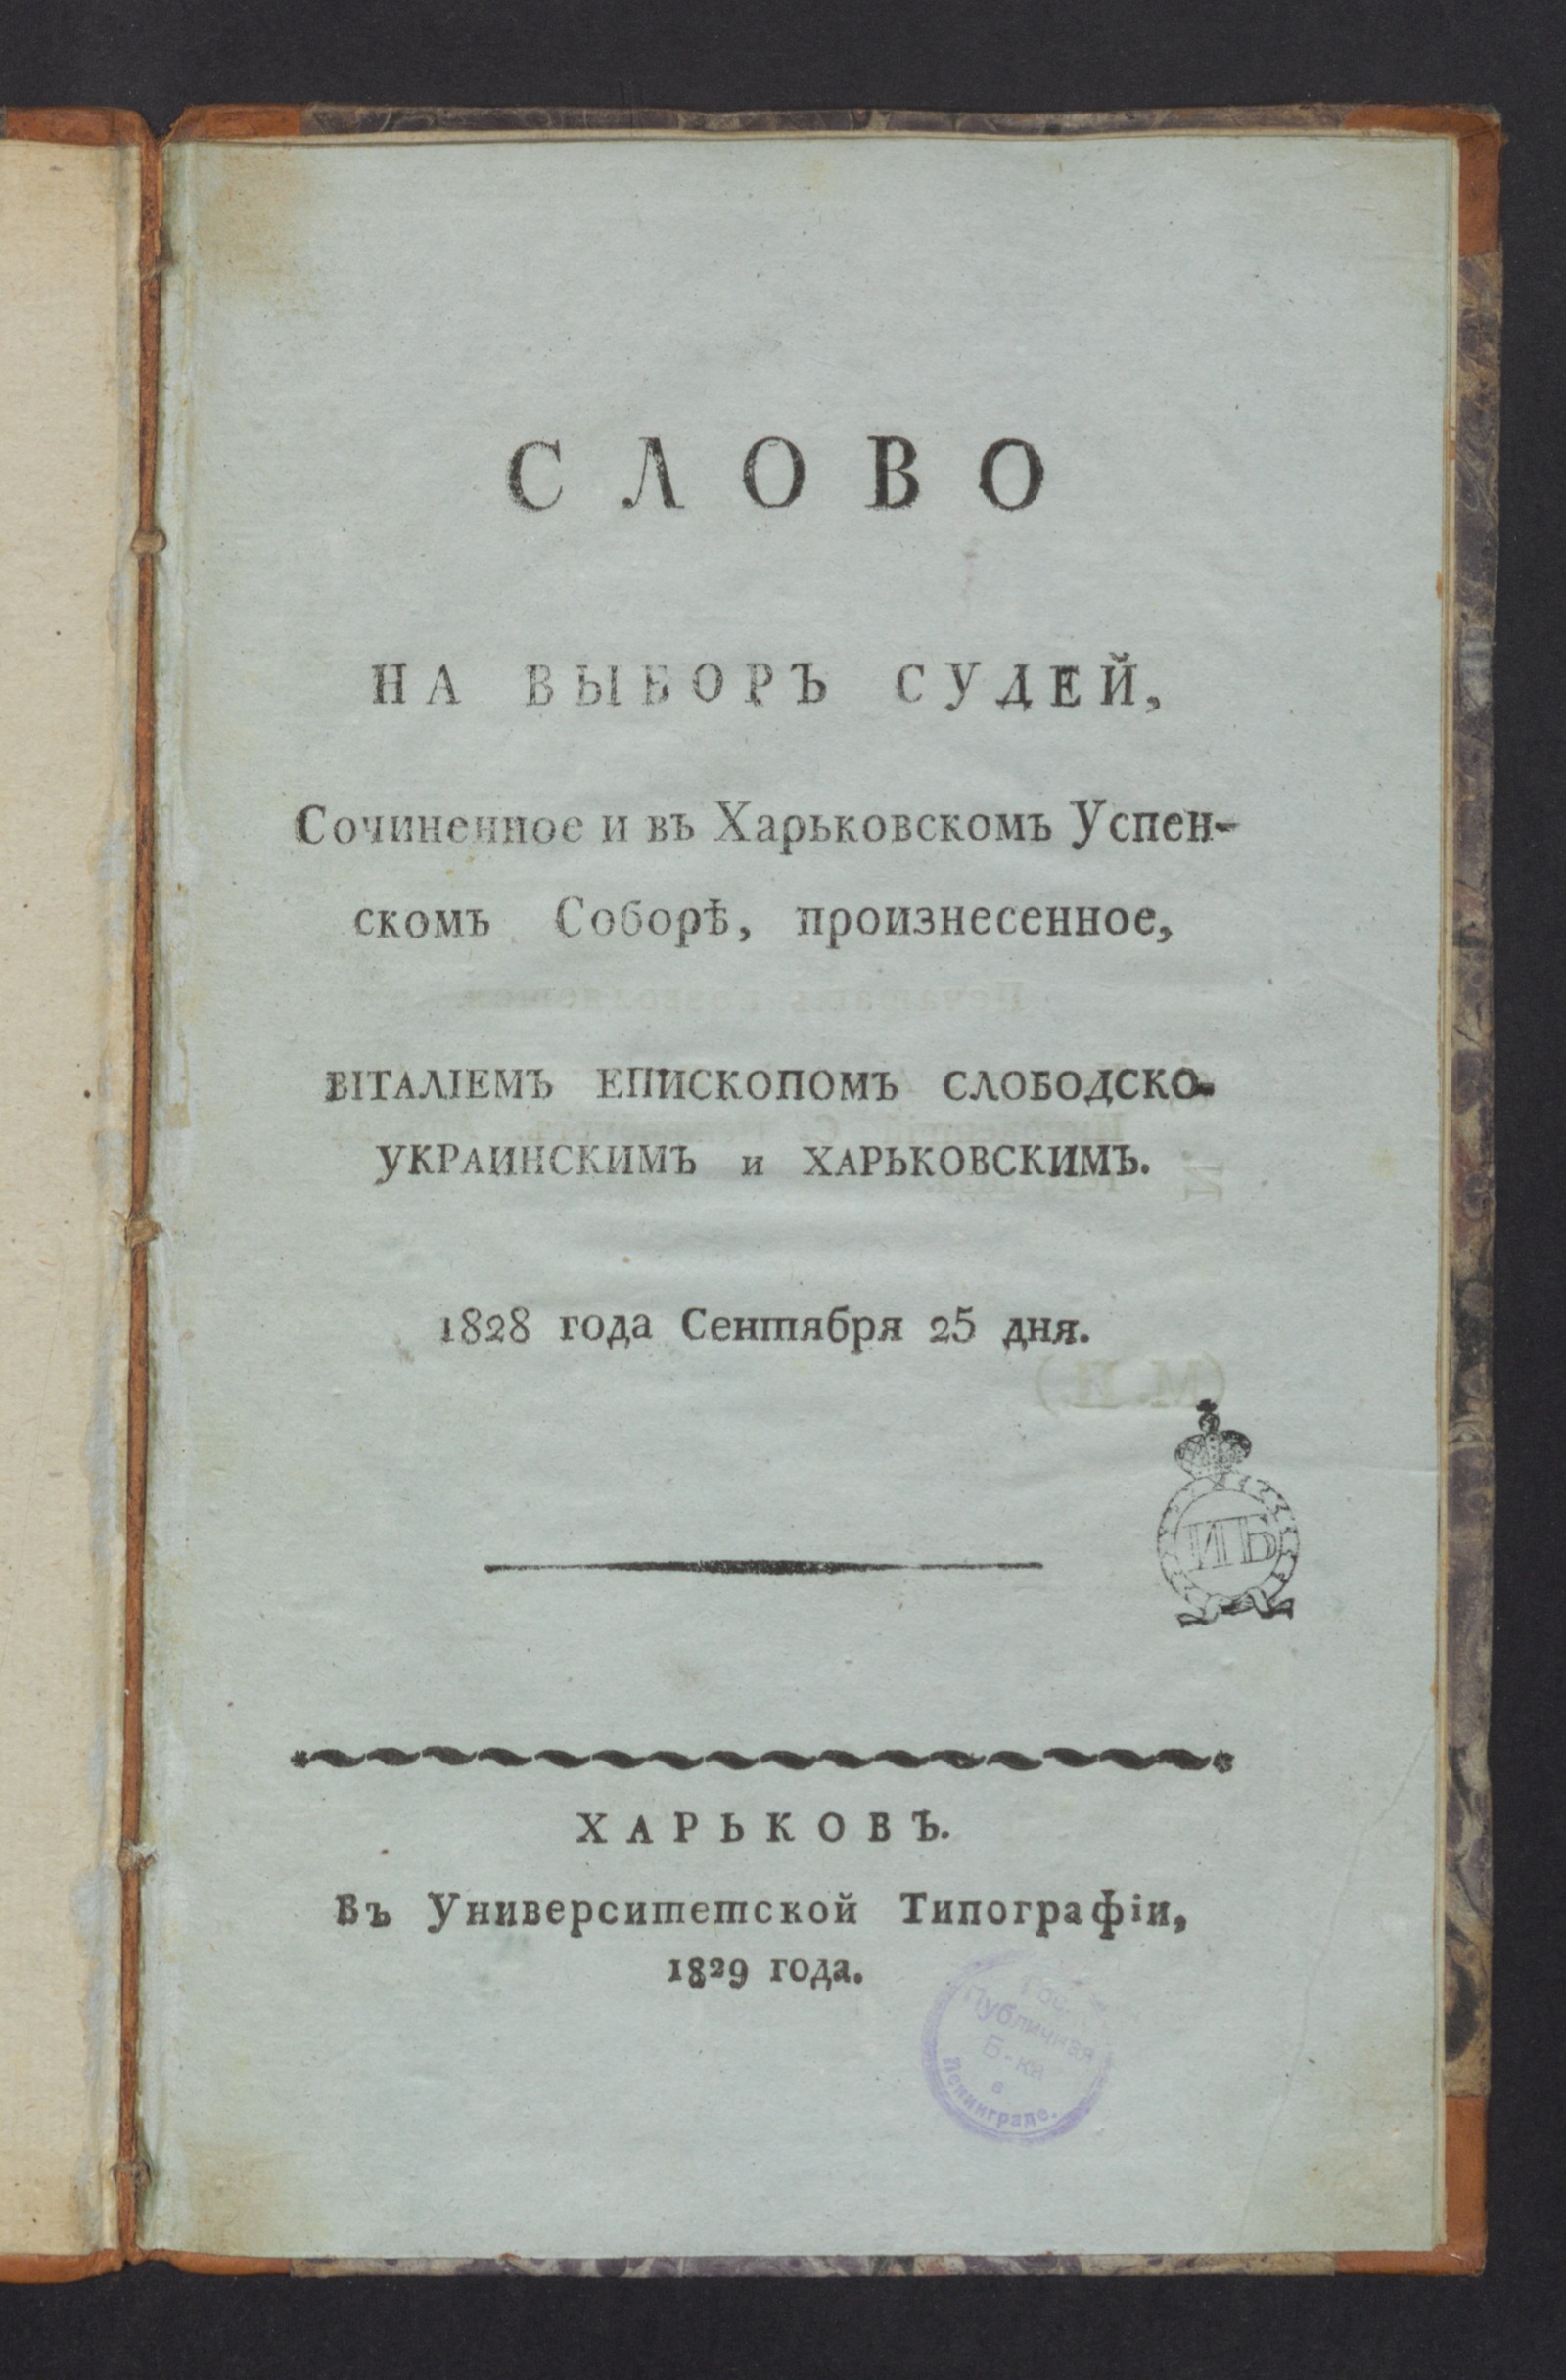 СЛОВО
НА ВЫБОРЪ СУДЕЙ,
Сочиненное и въ Харьковскомъ Успен-
скомъ Соборѣ, произнесенное,
ВІТАЛІЕМЪ ЕПИСКОПОМЪ СЛОБОДСКО-
УКРАИНСКИМЪ и ХАРЬКОВСКИМЪ.
1828 года Сентября 25 дня.
ИБ
ХАРЬКОВЪ.
Въ Университетской Типографіи,
1829 года.
Публичная
Б-ка
в
Ленинграде.